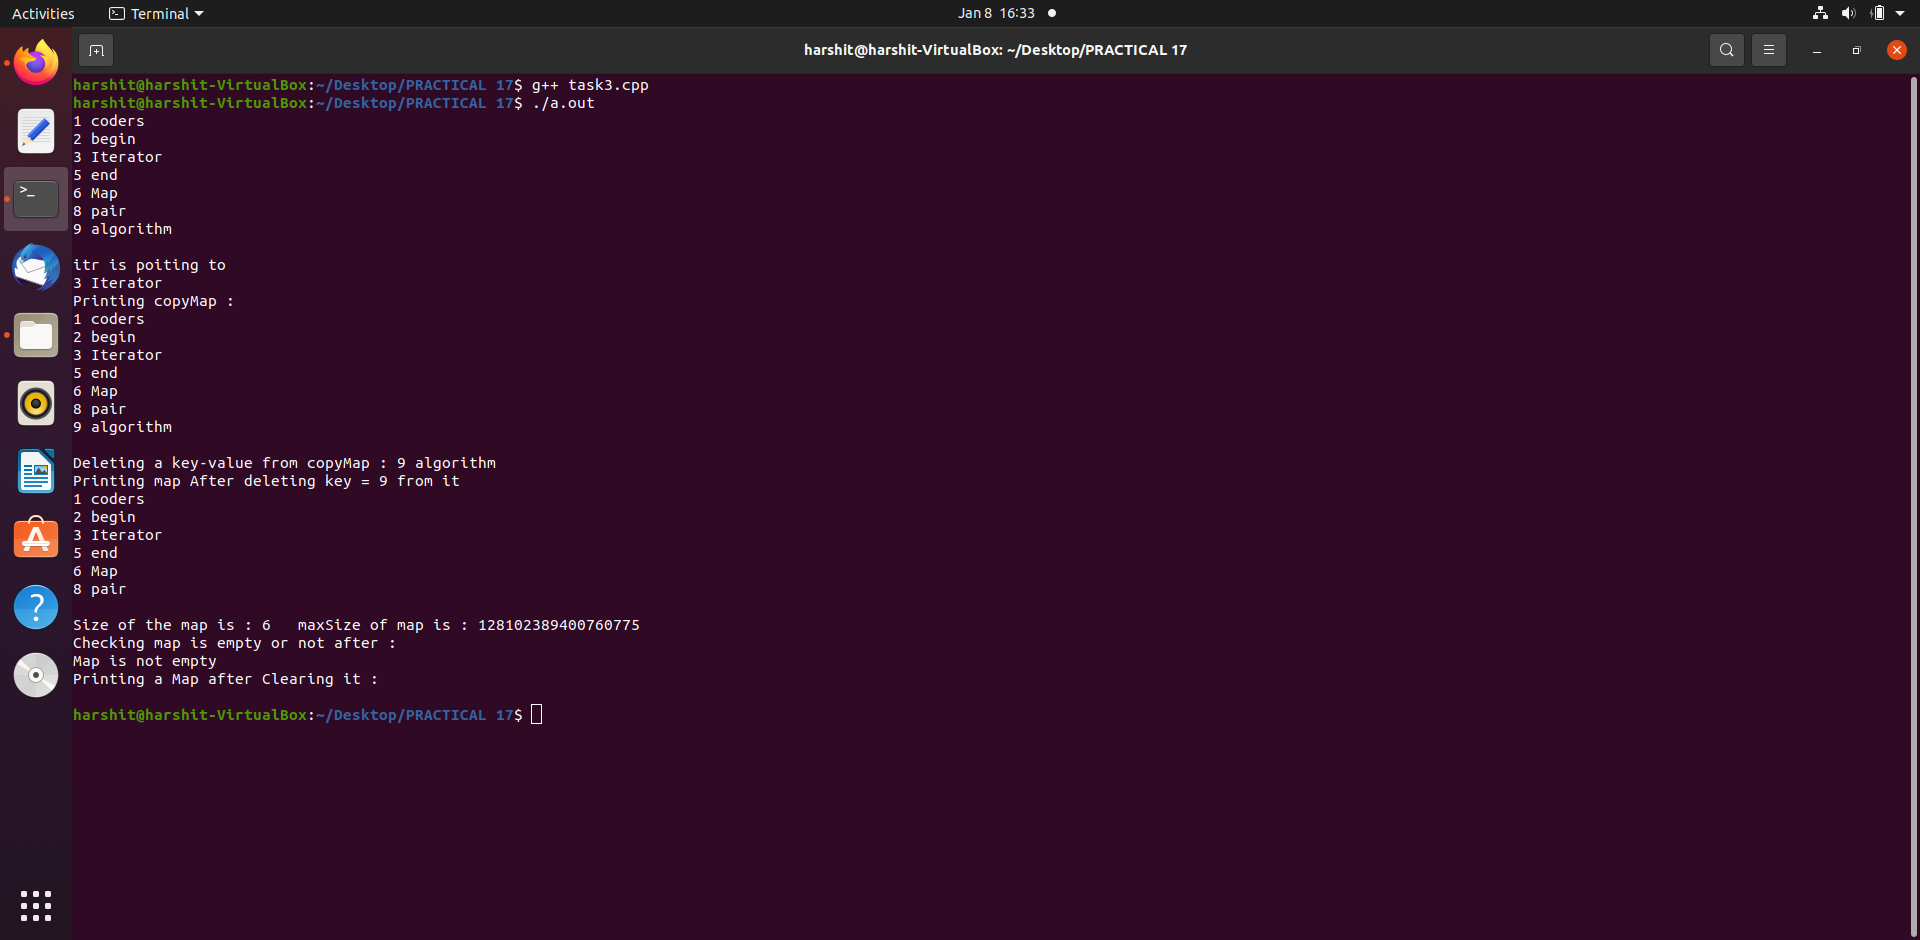 Activities Terminal Jan 8 16:33
harshit@harshit-VirtualBox: ~/Desktop/PRACTICAL 17
harshit@harshit-VirtualBox:~/Desktop/PRACTICAL 17$ g++ task3.cpp
harshit@harshit-VirtualBox:~/Desktop/PRACTICAL 17$ ./a.out
1 coders
2 begin
3 Iterator
5 end
6 Map
8 pair
9 algorithm
itr is poiting to
3 Iterator
Printing copyMap :
1 coders
2 begin
3 Iterator
5 end
6 Map
8 pair
9 algorithm
Deleting a key-value from copyMap : 9 algorithm
Printing map After deleting key = 9 from it
1 coders
2 begin
3 Iterator
5 end
6 Map
8 pair
Size of the map is : 6   maxSize of map is : 128102389400760775
Checking map is empty or not after :
Map is not empty
Printing a Map after Clearing it :
harshit@harshit-VirtualBox:~/Desktop/PRACTICAL 17$